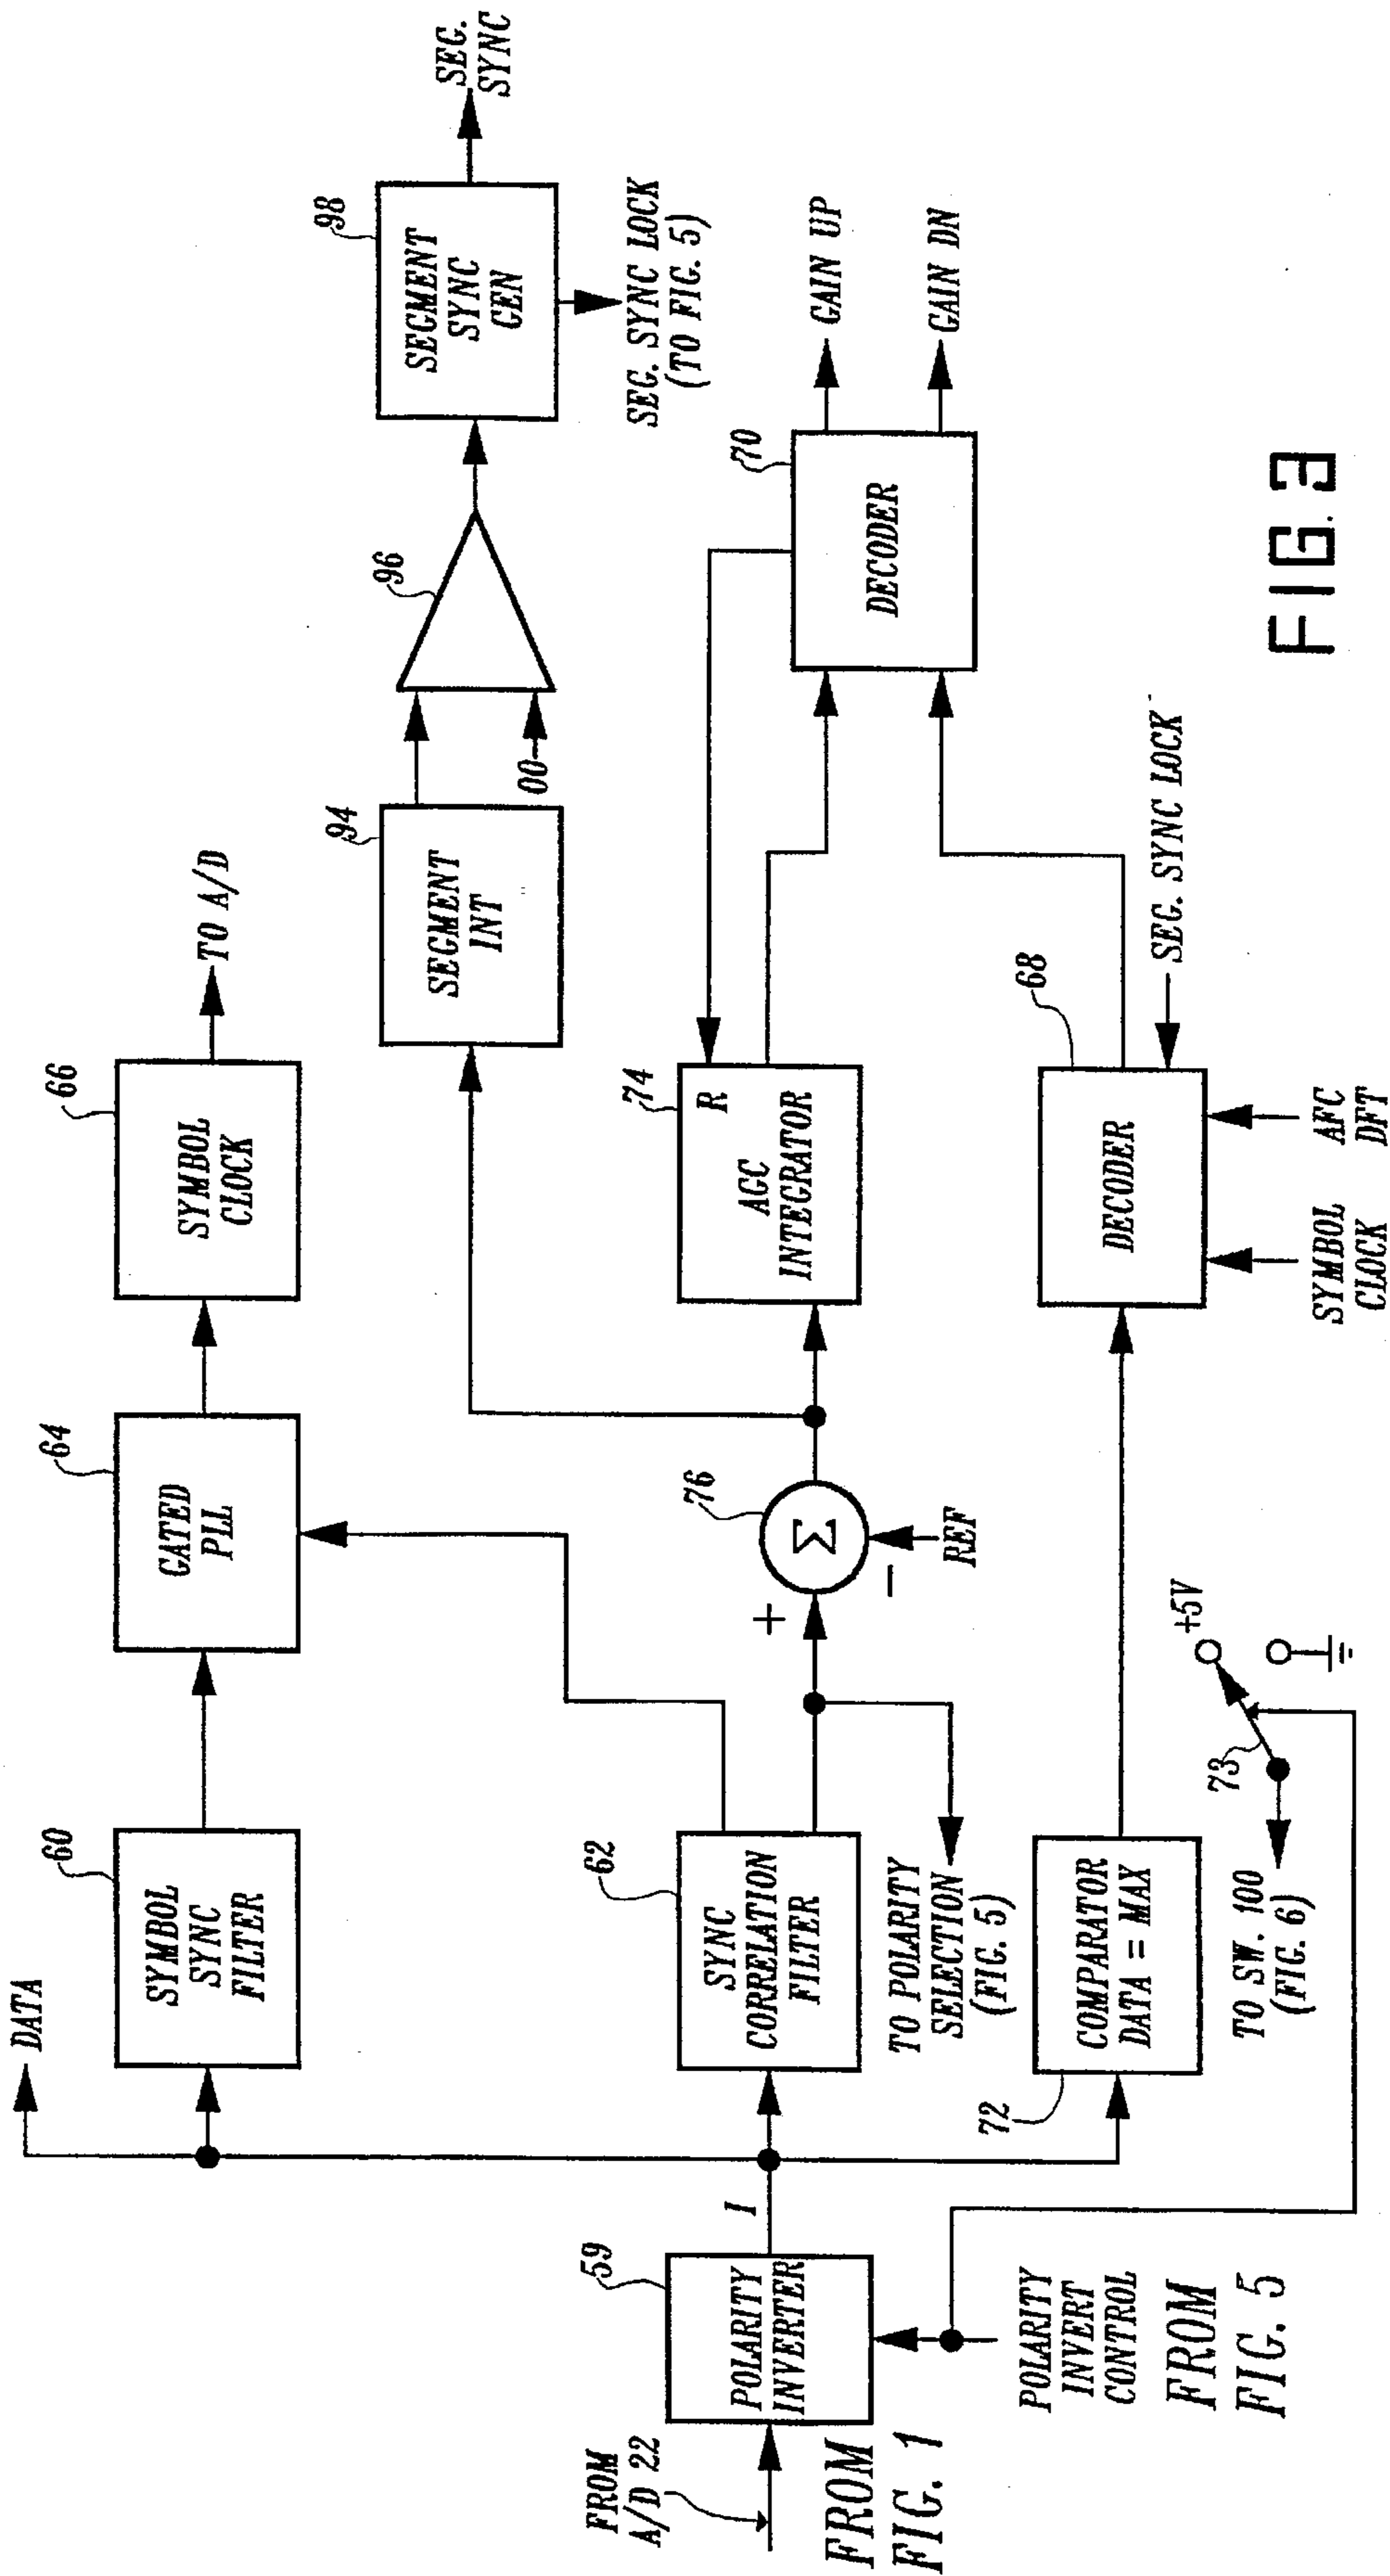 DATA
60
SYMBOL
SYNC
FILTER
64
GATED
PLL
66
SYMBOL
CLOCK
TO A/D
94
SEGMENT
INT
00
96
98
SEGMENT
SYNC
GEN
SEG.
SYNC
SEG. SYNC LOCK
(TO FIG. 5)
FROM
A/D 22
FROM
FIG. 1
59
POLARITY
INVERTER
I
POLARITY
INVERT
CONTROL
FROM
FIG. 5
62
SYNC
CORRELATION
FILTER
TO POLARITY
SELECTION
(FIG. 5)
+
76
Σ
-
REF
74
R
AGC
INTEGRATOR
70
DECODER
GAIN UP
GAIN DN
72
COMPARATOR
DATA = MAX
TO SW. 100
(FIG. 6)
73
+5V
68
DECODER
SYMBOL
CLOCK
AFC
DFT
SEG. SYNC LOCK
FIG. 3